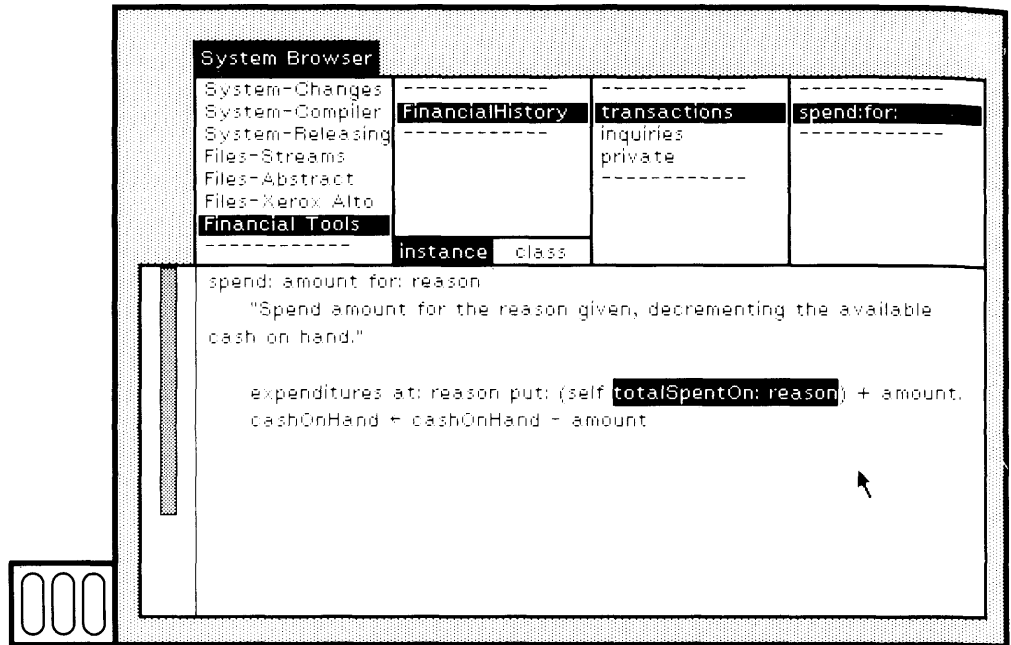 System Browser
System-Changes
System-Compiler
System-Releasing
Files-Streams
Files-Abstract
Files-Xerox Alto
Financial Tools
------------
------------
FinancialHistory
------------
instance class
------------
transactions
inquiries
private
------------
------------
spend:for:
------------
spend: amount for: reason
"Spend amount for the reason given, decrementing the available
cash on hand."
expenditures at: reason put: (self totalSpentOn: reason) + amount.
cashOnHand ← cashOnHand - amount